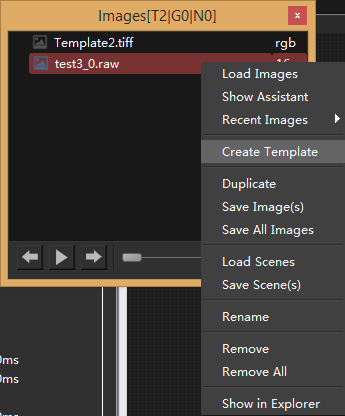 Images[T2|G0|N0]
x
Template2.tiff rgb
test3_0.raw
Load Images
Show Assistant
Recent Images
Create Template
Duplicate
Save Image(s)
Save All Images
Load Scenes
Save Scene(s)
Rename
0ms
Remove
Remove All
0ms
Show in Explorer
0ms